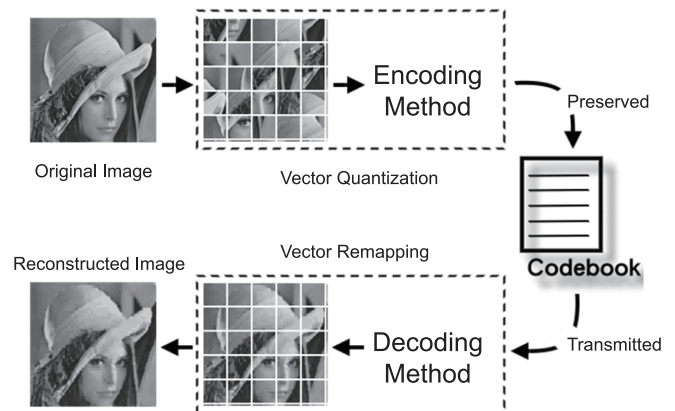 Original Image
Encoding
Method
Vector Quantization
Preserved
Codebook
Transmitted
Vector Remapping
Decoding
Method
Reconstructed Image